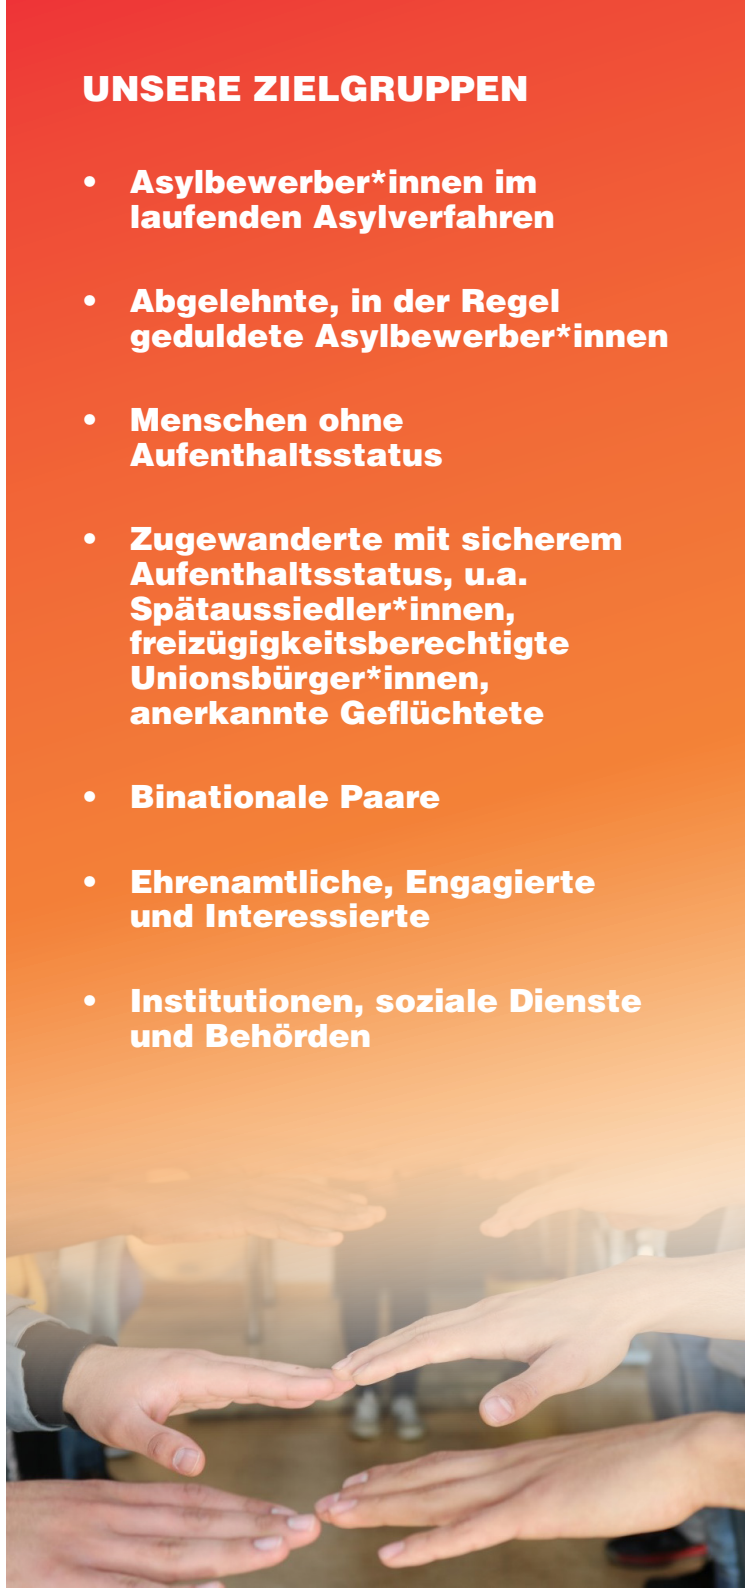 UNSERE ZIELGRUPPEN
• Asylbewerber*innen im
laufenden Asylverfahren
• Abgelehnte, in der Regel
geduldete Asylbewerber*innen
• Menschen ohne
Aufenthaltsstatus
• Zugewanderte mit sicherem
Aufenthaltsstatus, u.a.
Spätaussiedler*innen,
freizügigkeitsberechtigte
Unionsbürger*innen,
anerkannte Geflüchtete
• Binationale Paare
• Ehrenamtliche, Engagierte
und Interessierte
• Institutionen, soziale Dienste
und Behörden